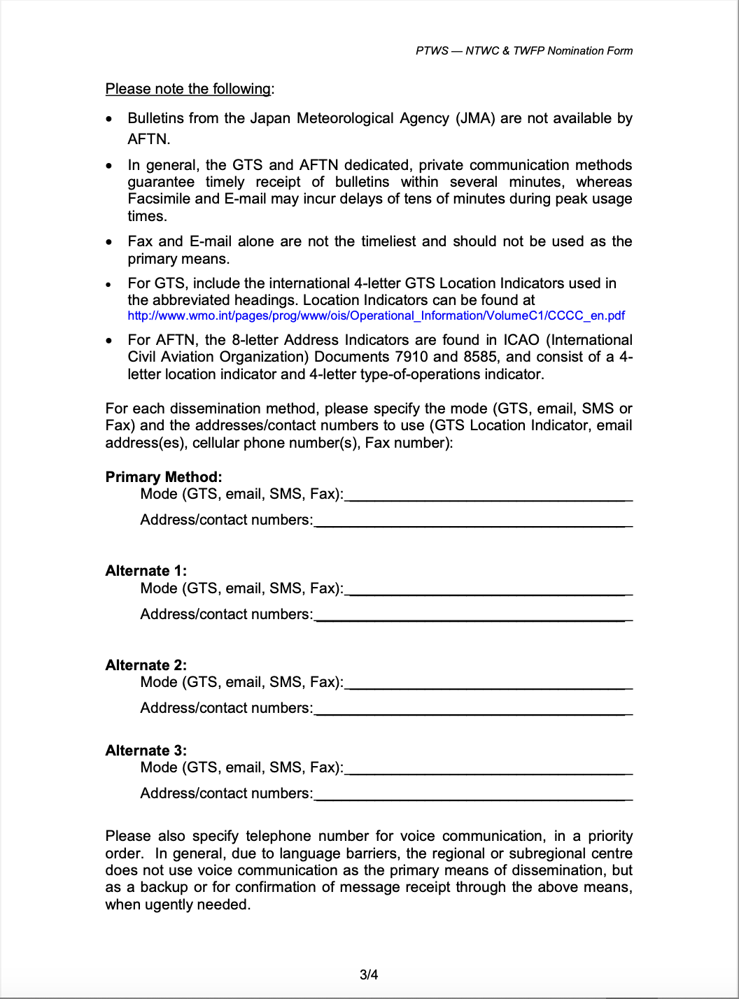 PTWS — NTWC & TWFP Nomination Form
Please note the following:
• Bulletins from the Japan Meteorological Agency (JMA) are not available by
AFTN.
• In general, the GTS and AFTN dedicated, private communication methods
guarantee timely receipt of bulletins within several minutes, whereas
Facsimile and E-mail may incur delays of tens of minutes during peak usage
times.
• Fax and E-mail alone are not the timeliest and should not be used as the
primary means.
• For GTS, include the international 4-letter GTS Location Indicators used in
the abbreviated headings. Location Indicators can be found at
http://www.wmo.int/pages/prog/www/ois/Operational_Information/VolumeC1/CCCC_en.pdf
• For AFTN, the 8-letter Address Indicators are found in ICAO (International
Civil Aviation Organization) Documents 7910 and 8585, and consist of a 4-
letter location indicator and 4-letter type-of-operations indicator.
For each dissemination method, please specify the mode (GTS, email, SMS or
Fax) and the addresses/contact numbers to use (GTS Location Indicator, email
address(es), cellular phone number(s), Fax number):
Primary Method:
Mode (GTS, email, SMS, Fax):___________________________________
Address/contact numbers:______________________________________
Alternate 1:
Mode (GTS, email, SMS, Fax):___________________________________
Address/contact numbers:______________________________________
Alternate 2:
Mode (GTS, email, SMS, Fax):___________________________________
Address/contact numbers:______________________________________
Alternate 3:
Mode (GTS, email, SMS, Fax):___________________________________
Address/contact numbers:______________________________________
Please also specify telephone number for voice communication, in a priority
order. In general, due to language barriers, the regional or subregional centre
does not use voice communication as the primary means of dissemination, but
as a backup or for confirmation of message receipt through the above means,
when ugently needed.
3/4